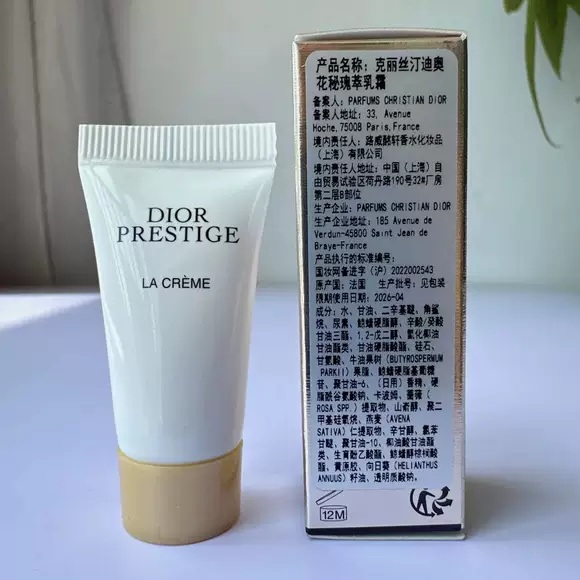 DIOR
PRESTIGE
LA CRÈME
产品名称：克丽丝汀迪奥
花秘瑰萃乳霜
备案人：PARFUMS CHRISTIAN DIOR
备案人地址：33, Avenue
Hoche,75008 Paris,France
境内责任人：路威酩轩香水化妆品
（上海）有限公司
境内责任人地址：中国（上海）自
由贸易试验区荷丹路190号32#厂房
第二层B部位
生产企业：PARFUMS CHRISTIAN DIOR
生产企业地址：185 Avenue de
Verdun-45800 Saint Jean de
Braye-France
产品执行的标准编号：
国妆网备进字（沪）2022002543
原产国：法国 生产批号：见包装
限期使用日期：2026-04
成分：水、甘油、二辛基醚、角鲨
烷、尿素、鲸蜡硬脂醇、辛酸/癸酸
甘油三酯、1,2-戊二醇、氢化椰油
甘油酯类、甘油硬脂酸酯、硅石、
甘氨酸、牛油果树（BUTYROSPERMUM
PARKII）果脂、鲸蜡硬脂基葡糖
苷、聚甘油-6、（日用）香精、硬
脂酰谷氨酸钠、卡波姆、蔷薇（
ROSA SPP.）提取物、山嵛醇、聚二
甲基硅氧烷、燕麦（AVENA
SATIVA）仁提取物、辛甘醇、氯苯
甘醚、聚甘油-10、椰油酸甘油酯
类、生育酚乙酸酯、鲸蜡醇棕榈酸
酯、黄原胶、向日葵（HELIANTHUS
ANNUUS）籽油、透明质酸钠。
12M